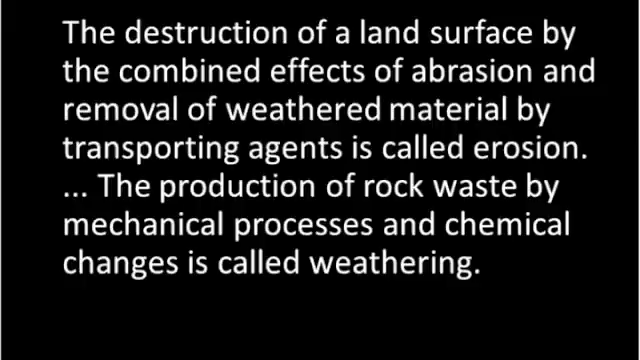 The destruction of a land surface by
the combined effects of abrasion and
removal of weathered material by
transporting agents is called erosion.
... The production of rock waste by
mechanical processes and chemical
changes is called weathering.